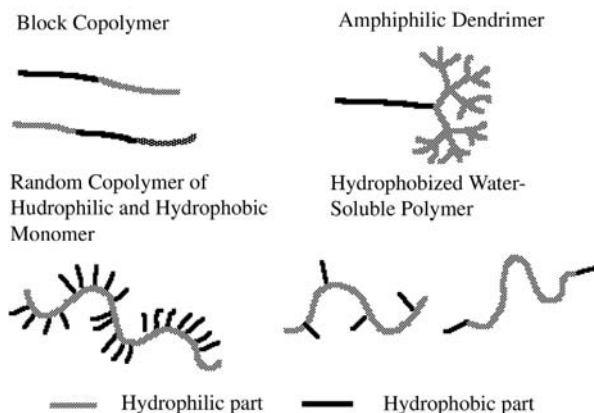 Block Copolymer
Amphiphilic Dendrimer
Random Copolymer of
Hudrophilic and Hydrophobic
Monomer
Hydrophobized Water-
Soluble Polymer
Hydrophilic part
Hydrophobic part